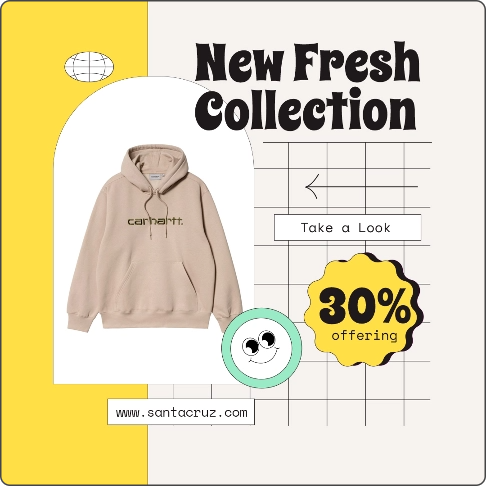 New Fresh
Collection
carhartt.
Take a Look
30%
offering
www.santacruz.com